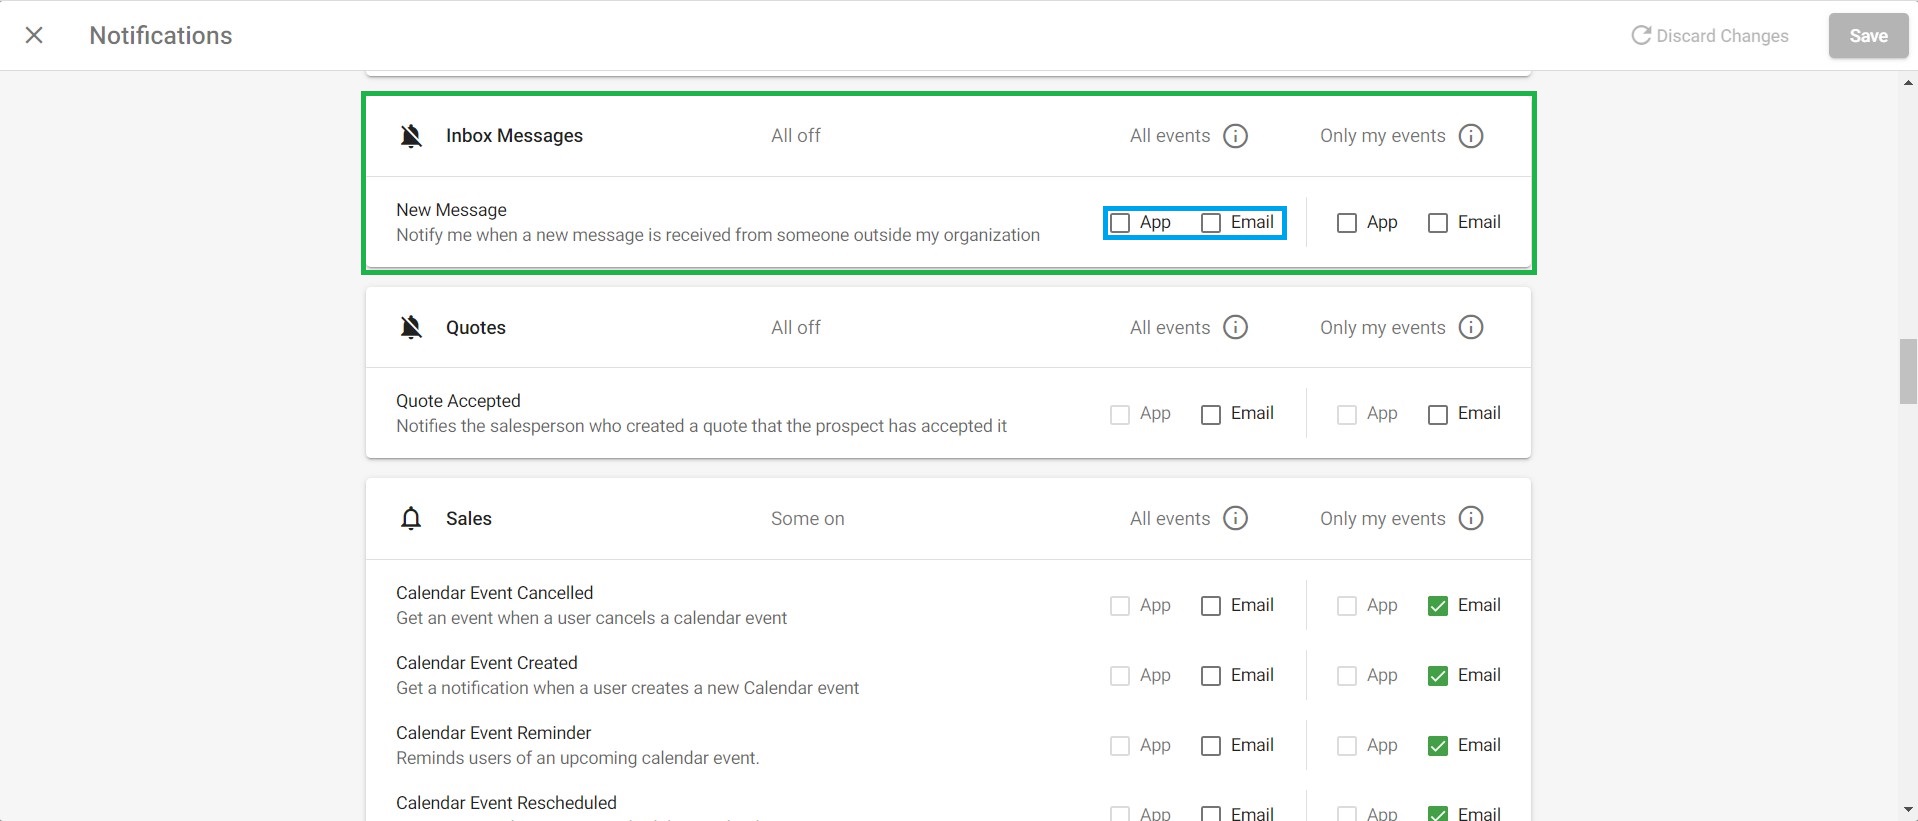 Notifications
Discard Changes
Save
Inbox Messages All off All events Only my events
New Message
Notify me when a new message is received from someone outside my organization
App Email App Email
Quotes All off All events Only my events
Quote Accepted
Notifies the salesperson who created a quote that the prospect has accepted it
App Email App Email
Sales Some on All events Only my events
Calendar Event Cancelled
Get an event when a user cancels a calendar event
App Email App Email
Calendar Event Created
Get a notification when a user creates a new Calendar event
App Email App Email
Calendar Event Reminder
Reminds users of an upcoming calendar event.
App Email App Email
Calendar Event Rescheduled
App Email App Email